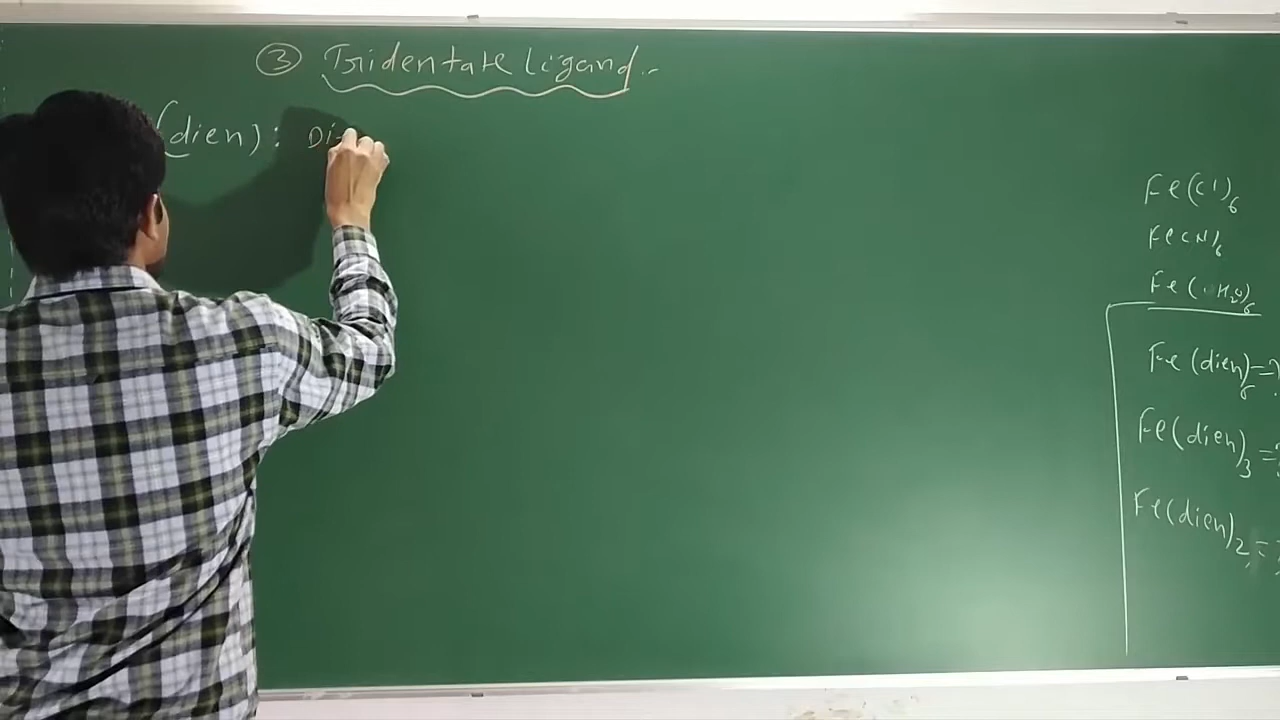 ③ Tridentate Ligand..
(dien): Di
Fe(Cl)6
Fe(CN)6
Fe(H2O)6
Fe(dien)6=?
Fe(dien)3=?
Fe(dien)2=?